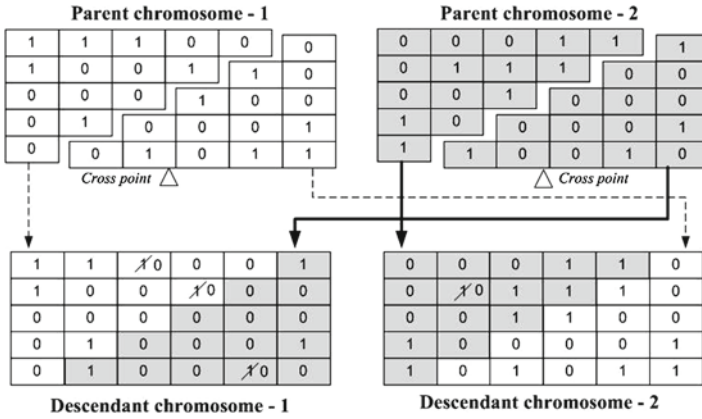 Parent chromosome - 1
Parent chromosome - 2
1 1 1 0 0 0
1 0 0 1 1 0
0 0 0 1 0 0
0 1 0 0 0 1
0 0 1 0 1 1
Cross point
0 0 0 1 1 1
0 1 1 1 0 0
0 0 1 0 0 0
1 0 0 0 0 1
1 1 0 0 1 0
Cross point
1 1 1 0 0 0 1
1 0 0 1 0 0 0
0 0 0 0 0 0
0 1 0 0 0 1
0 1 0 0 1 0 0
0 0 0 1 1 0
0 1 0 1 1 1 0
0 0 1 1 0 0
1 0 0 0 0 1
1 0 1 0 1 1
Descendant chromosome - 1
Descendant chromosome - 2